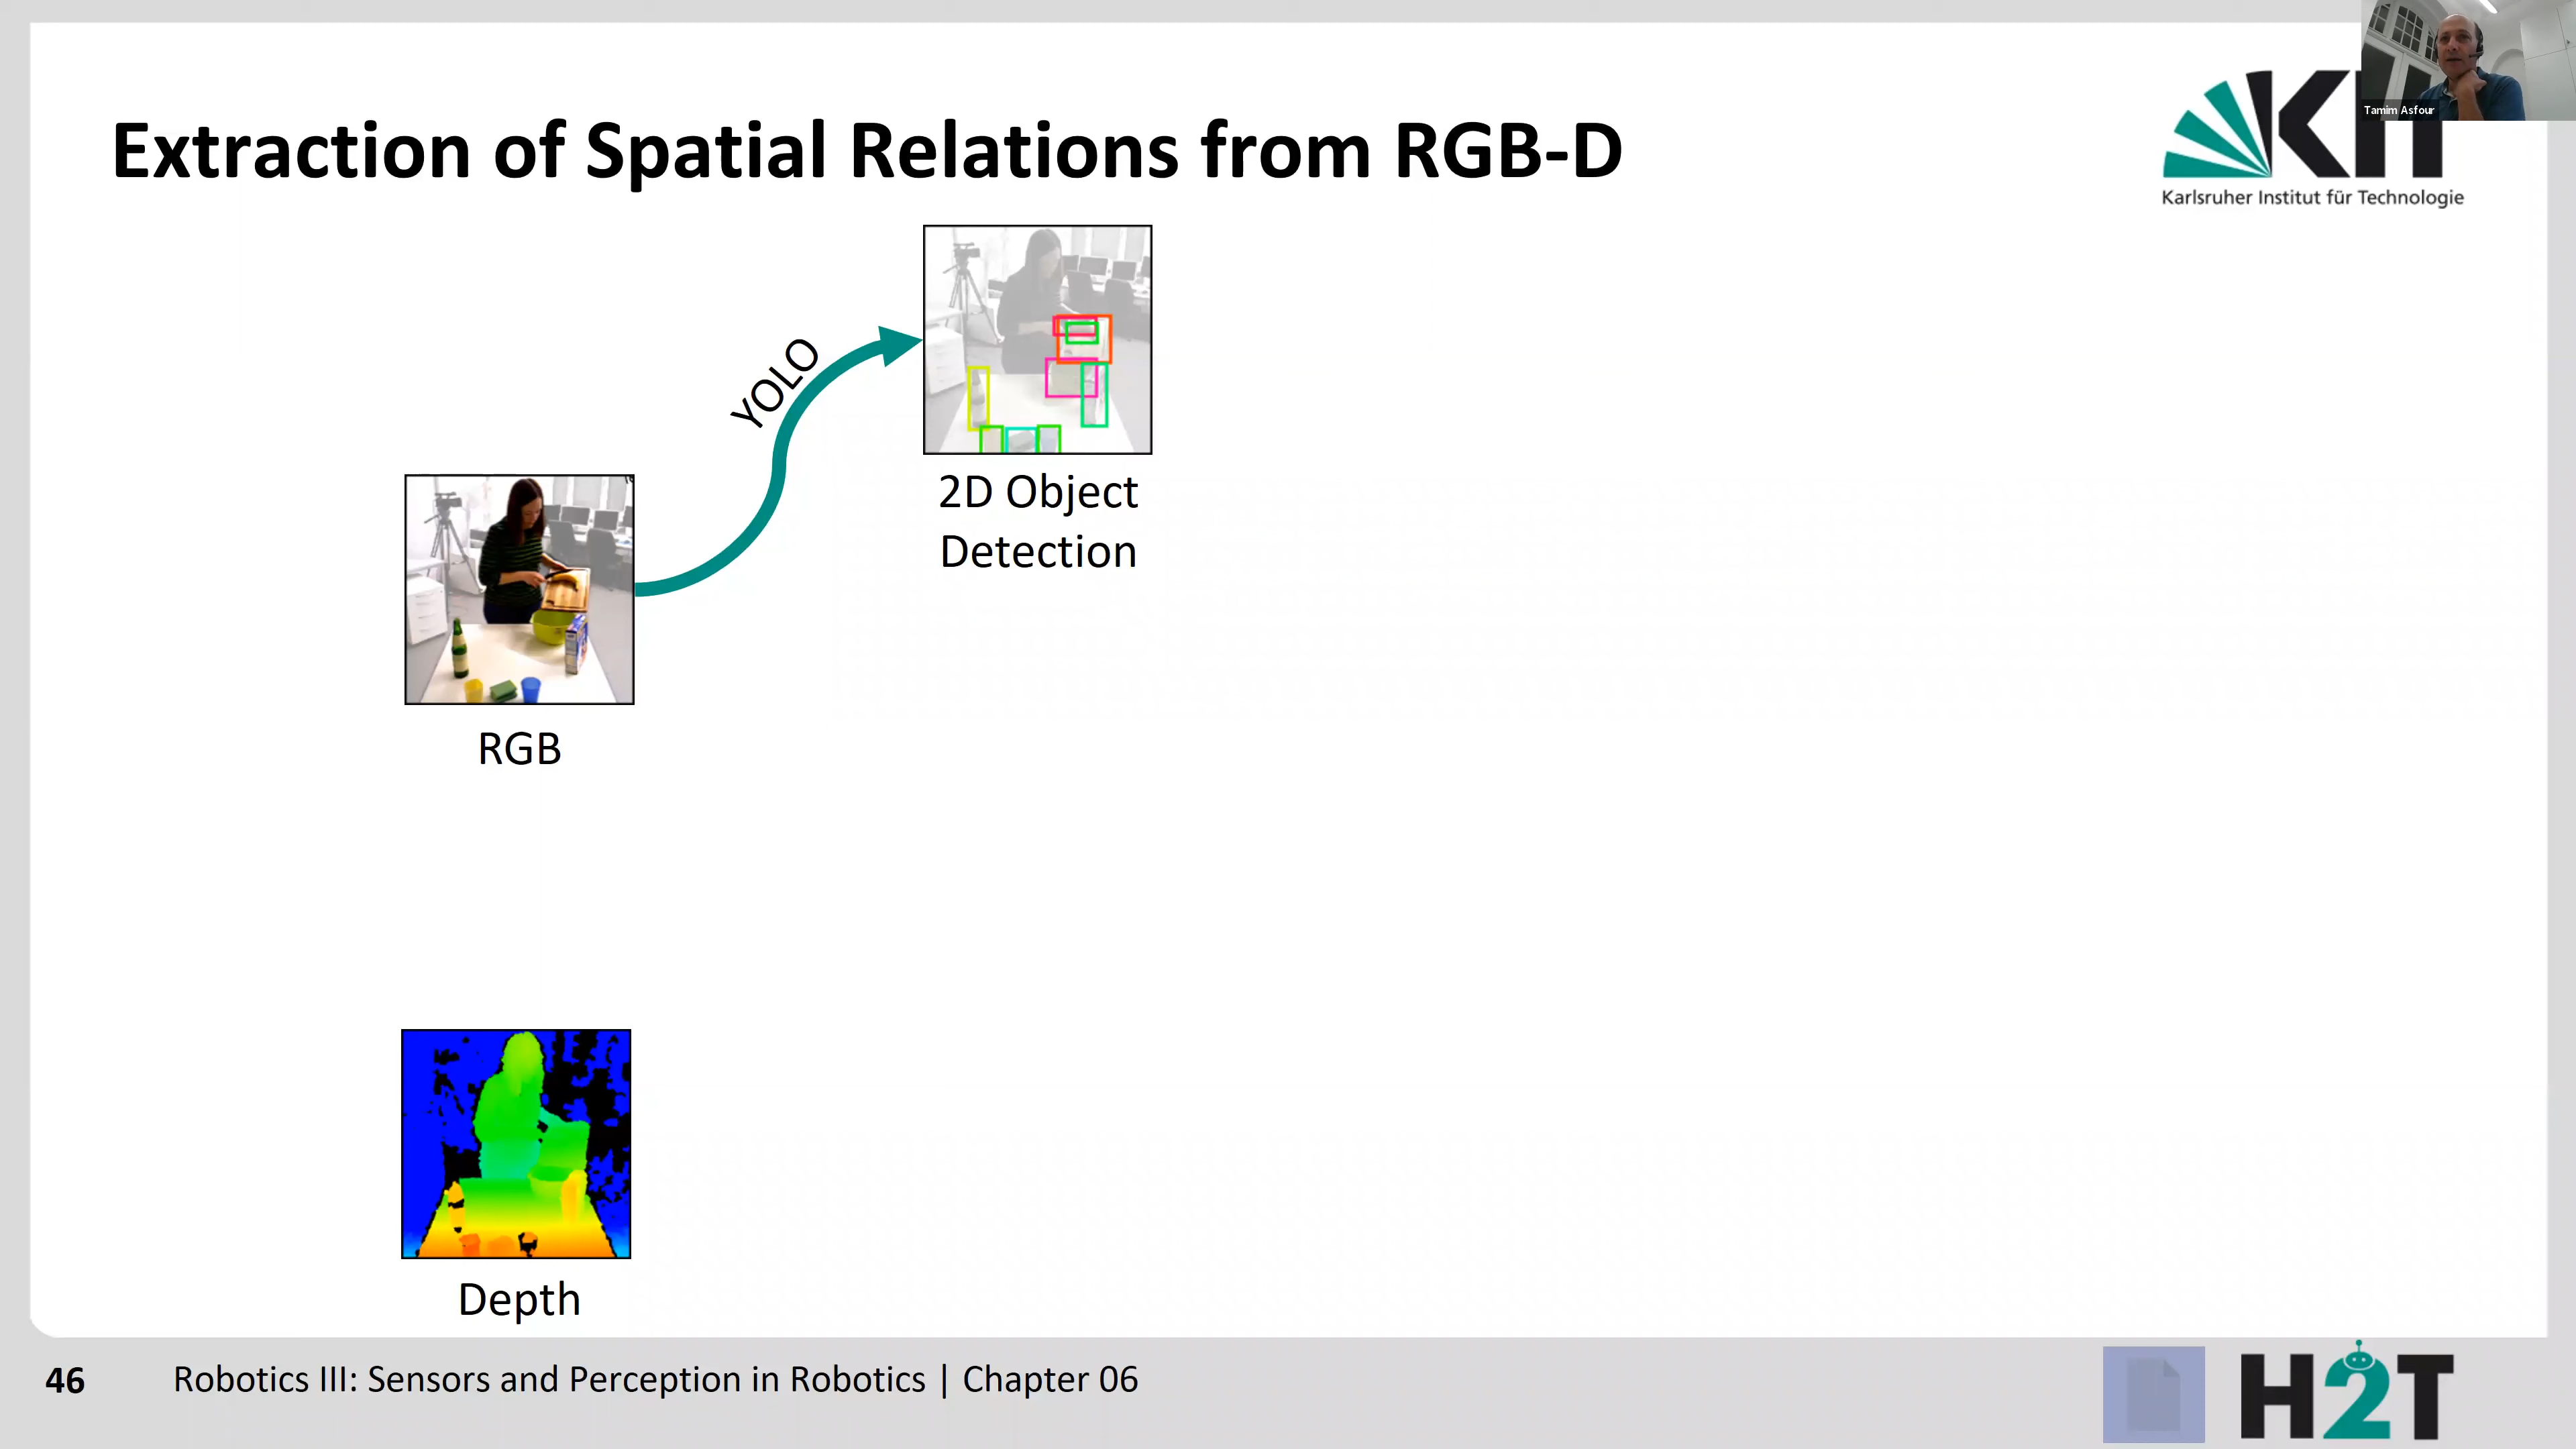 Tamim Asfour
KIT
Karlsruher Institut für Technologie
Extraction of Spatial Relations from RGB-D
YOLO
2D Object
Detection
RGB
Depth
46 Robotics III: Sensors and Perception in Robotics | Chapter 06
H2T